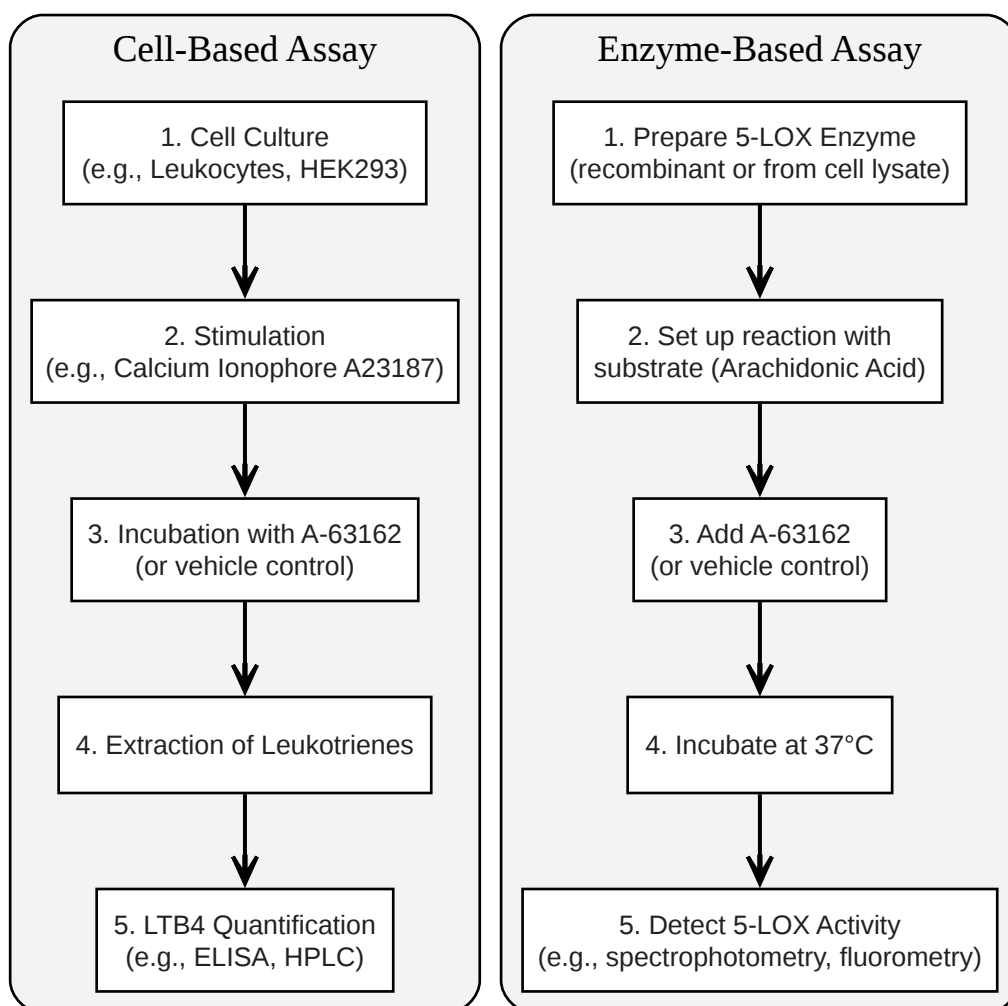 Cell-Based Assay
1. Cell Culture
(e.g., Leukocytes, HEK293)
2. Stimulation
(e.g., Calcium Ionophore A23187)
3. Incubation with A-63162
(or vehicle control)
4. Extraction of Leukotrienes
5. LTB4 Quantification
(e.g., ELISA, HPLC)
Enzyme-Based Assay
1. Prepare 5-LOX Enzyme
(recombinant or from cell lysate)
2. Set up reaction with
substrate (Arachidonic Acid)
3. Add A-63162
(or vehicle control)
4. Incubate at 37°C
5. Detect 5-LOX Activity
(e.g., spectrophotometry, fluorometry)